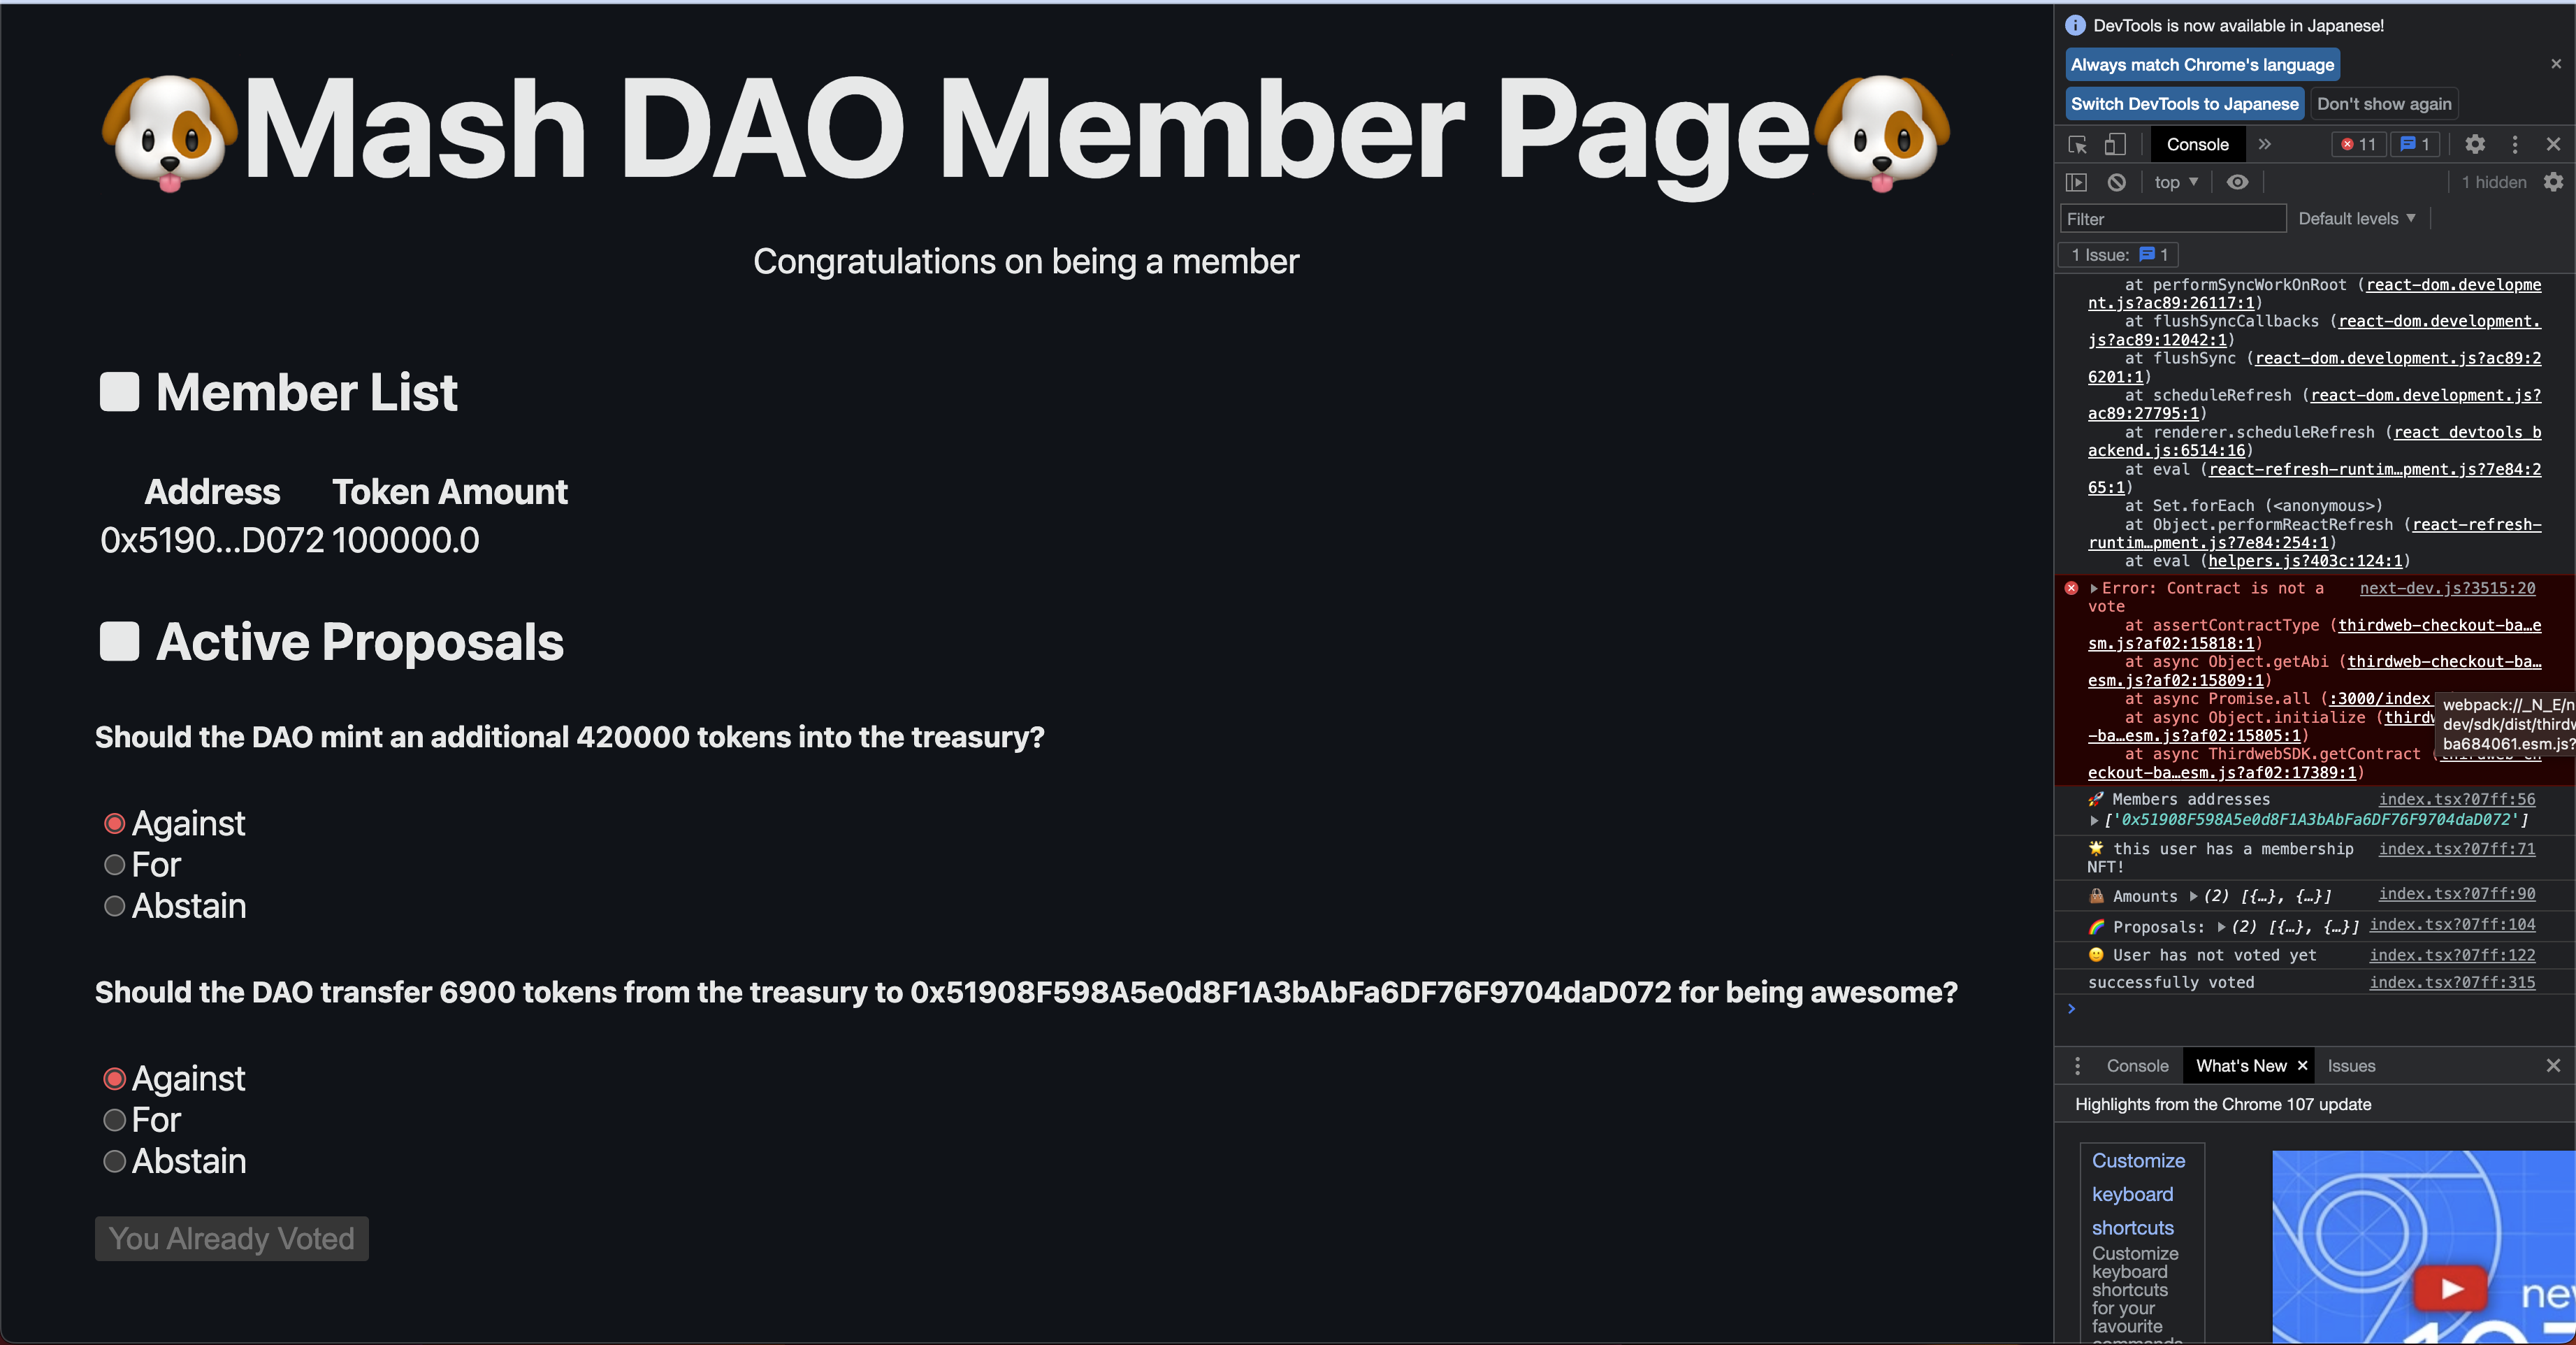 Mash DAO Member Page
Congratulations on being a member
Member List
Address Token Amount
0x5190...D072 100000.0
Active Proposals
Should the DAO mint an additional 420000 tokens into the treasury?
Against
For
Abstain
Should the DAO transfer 6900 tokens from the treasury to 0x51908F598A5e0d8F1A3bAbFa6DF76F9704daD072 for being awesome?
Against
For
Abstain
You Already Voted
DevTools is now available in Japanese!
Always match Chrome's language
Switch DevTools to Japanese Don't show again
Console 11 1
top 1 hidden
Filter Default levels
1 Issue: 1
at performSyncWorkOnRoot (react-dom.developme
nt.js?ac89:26117:1)
at flushSyncCallbacks (react-dom.development.
js?ac89:12042:1)
at flushSync (react-dom.development.js?ac89:2
6201:1)
at scheduleRefresh (react-dom.development.js?
ac89:27795:1)
at renderer.scheduleRefresh (react_devtools_b
ackend.js:6514:16)
at eval (react-refresh-runtim…pment.js?7e84:2
65:1)
at Set.forEach (<anonymous>)
at Object.performReactRefresh (react-refresh-
runtim…pment.js?7e84:254:1)
at eval (helpers.js?403c:124:1)
Error: Contract is not a next-dev.js?3515:20
vote
at assertContractType (thirdweb-checkout-ba…e
sm.js?af02:15818:1)
at async Object.getAbi (thirdweb-checkout-ba…
esm.js?af02:15809:1)
at async Promise.all (:3000/index
at async Object.initialize (thirdw
-ba…esm.js?af02:15805:1)
at async ThirdwebSDK.getContract (
eckout-ba…esm.js?af02:17389:1)
webpack://_N_E/n
dev/sdk/dist/thirdw
ba684061.esm.js?
🚀 Members addresses index.tsx?07ff:56
['0x51908F598A5e0d8F1A3bAbFa6DF76F9704daD072']
🌟 this user has a membership index.tsx?07ff:71
NFT!
👜 Amounts (2) [{…}, {…}] index.tsx?07ff:90
🌈 Proposals: (2) [{…}, {…}] index.tsx?07ff:104
🙂 User has not voted yet index.tsx?07ff:122
successfully voted index.tsx?07ff:315
Console What's New Issues
Highlights from the Chrome 107 update
Customize
keyboard
shortcuts
Customize
keyboard
shortcuts
for your
favourite
new
107